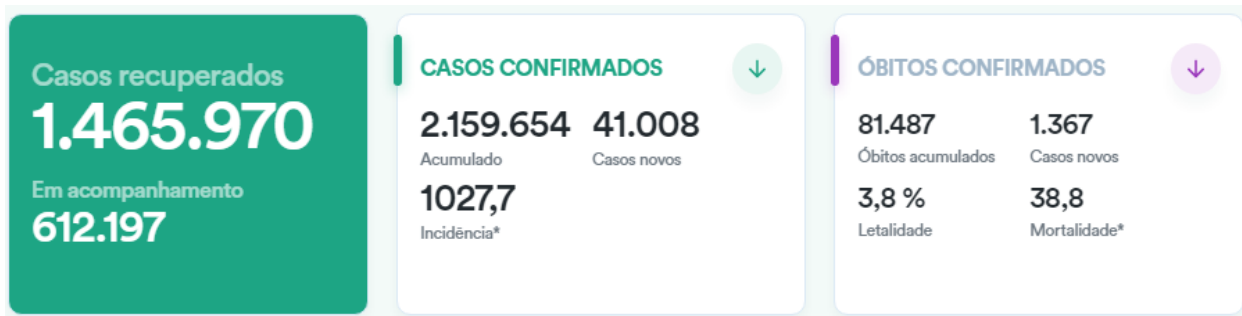 Casos recuperados
1.465.970
Em acompanhamento
612.197
CASOS CONFIRMADOS
2.159.654 41.008
Acumulado Casos novos
1027,7
Incidência*
ÓBITOS CONFIRMADOS
81.487 1.367
Óbitos acumulados Casos novos
3,8 % 38,8
Letalidade Mortalidade*